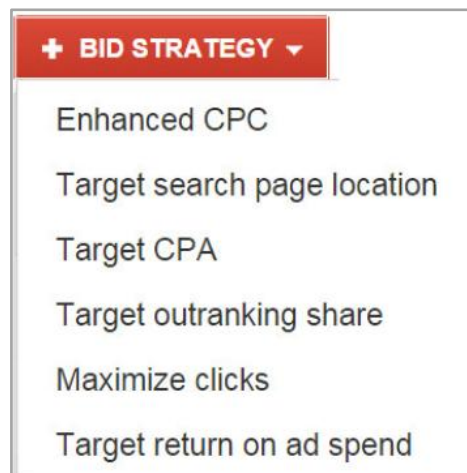 + BID STRATEGY
Enhanced CPC
Target search page location
Target CPA
Target outranking share
Maximize clicks
Target return on ad spend